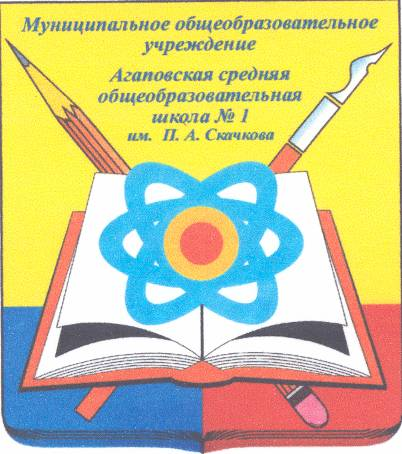 Муниципальное общеобразовательное
учреждение
Агаповская средняя
общеобразовательная
школа № 1
им. П. А. Скачкова